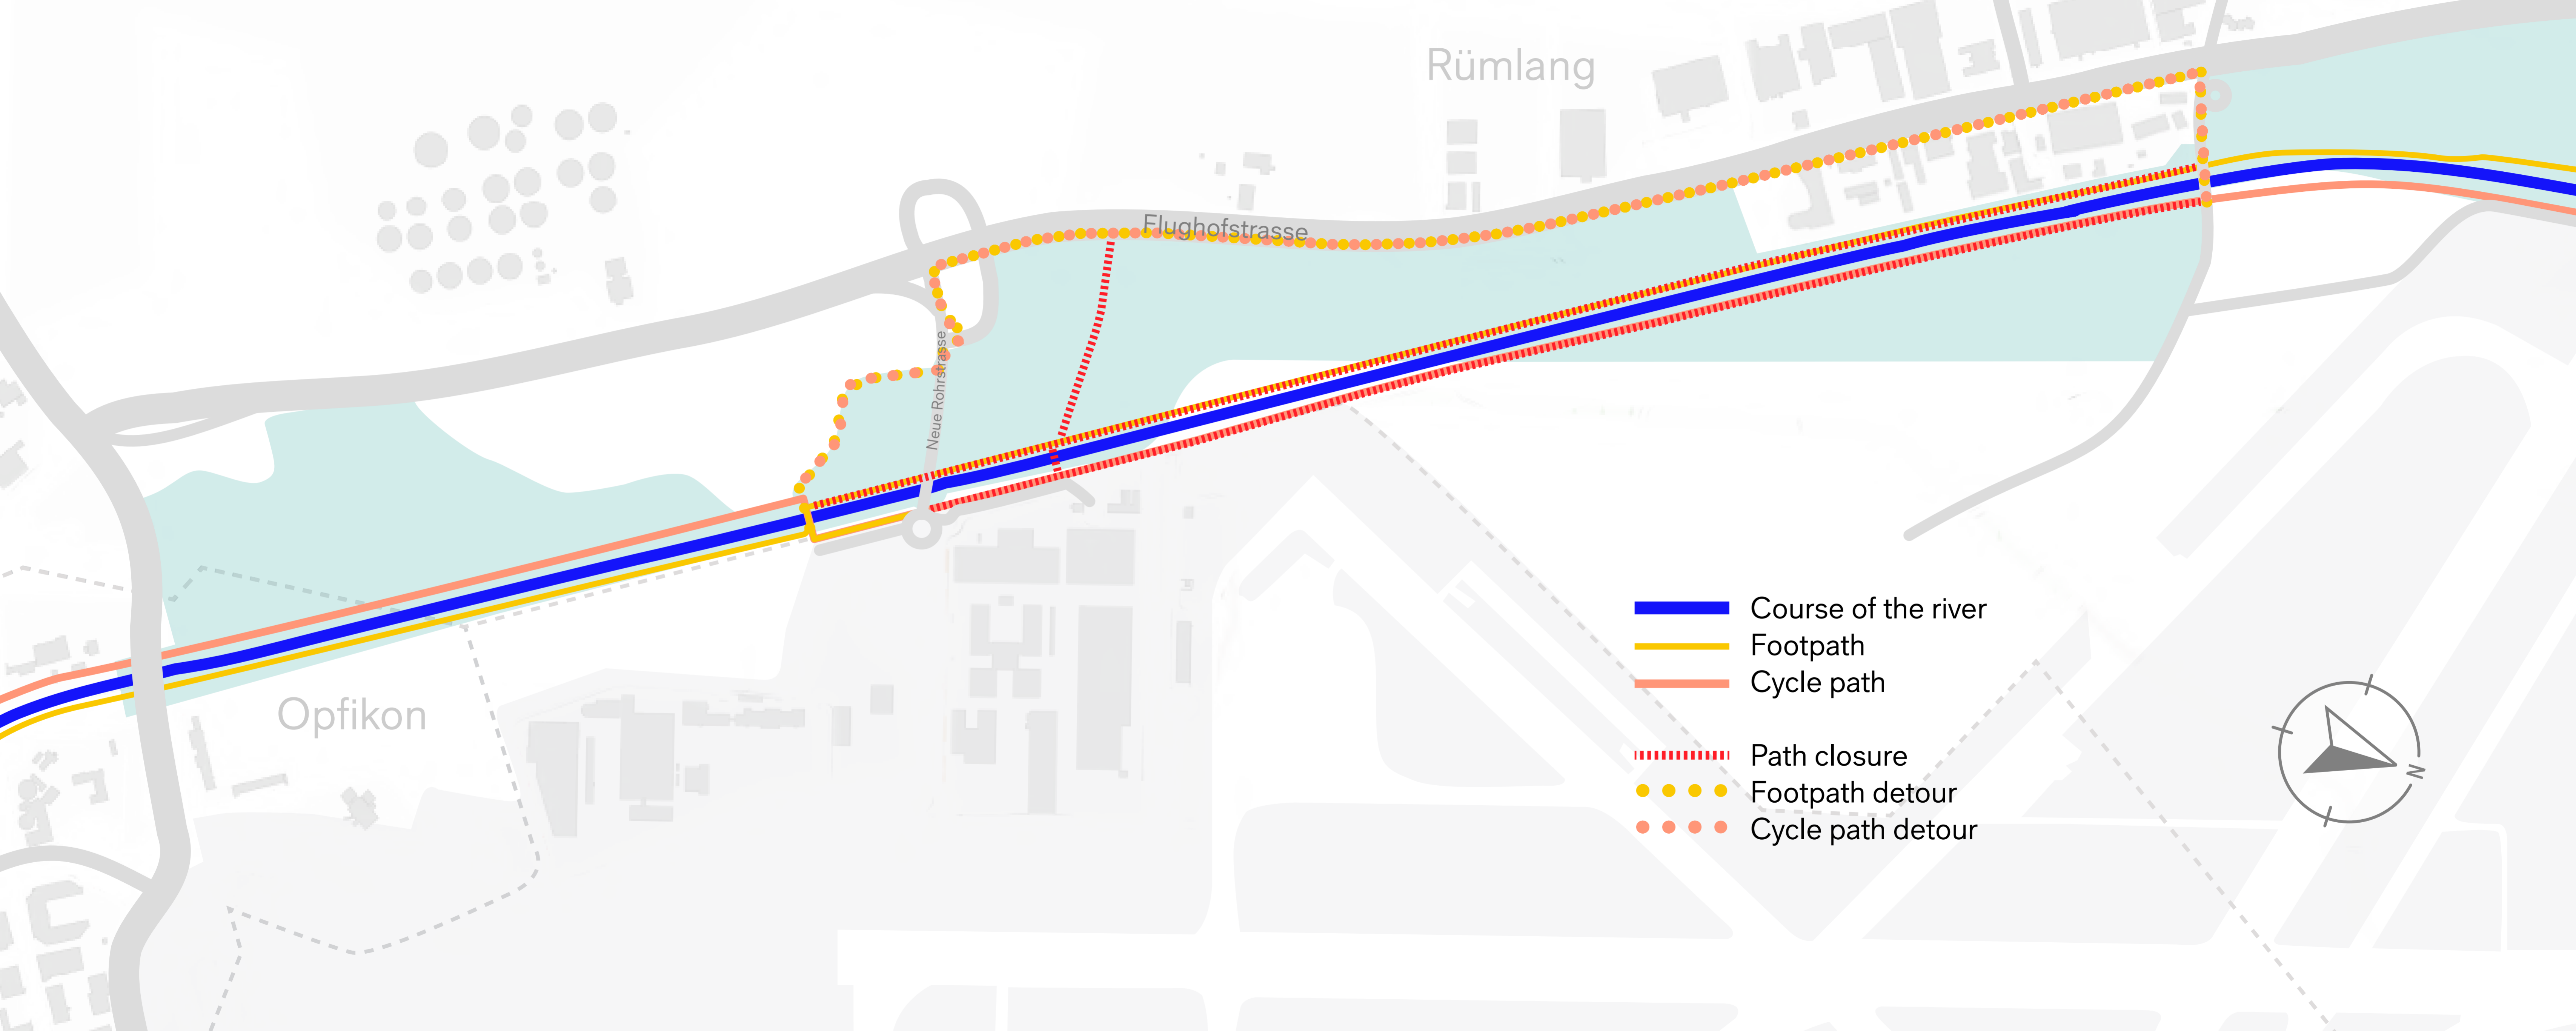 Rümlang
Flughofstrasse
Neue Rohrstrasse
Opfikon
Course of the river
Footpath
Cycle path
Path closure
Footpath detour
Cycle path detour
N